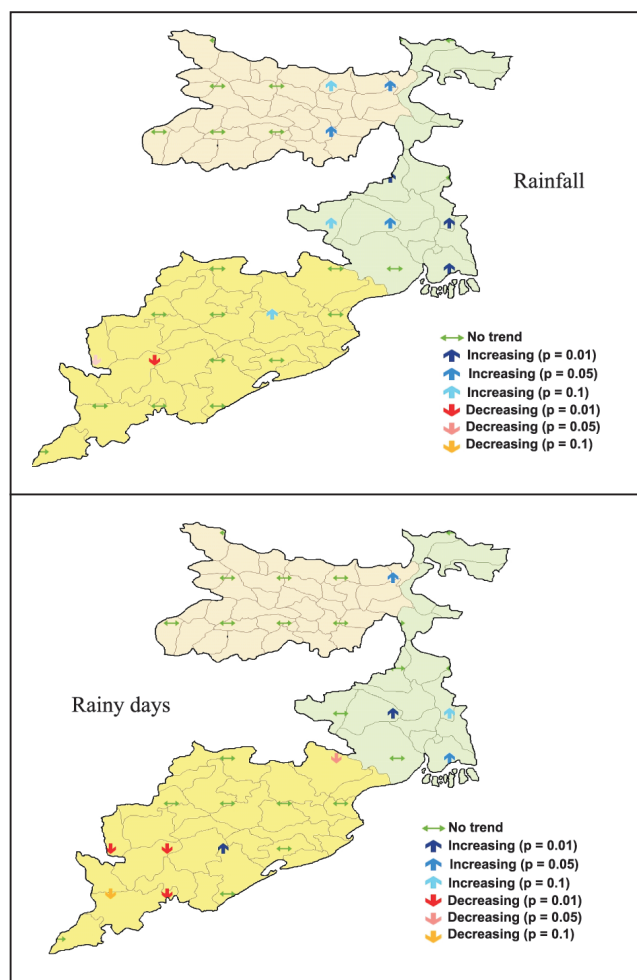 Rainfall
No trend
Increasing (p = 0.01)
Increasing (p = 0.05)
Increasing (p = 0.1)
Decreasing (p = 0.01)
Decreasing (p = 0.05)
Decreasing (p = 0.1)
Rainy days
No trend
Increasing (p = 0.01)
Increasing (p = 0.05)
Increasing (p = 0.1)
Decreasing (p = 0.01)
Decreasing (p = 0.05)
Decreasing (p = 0.1)